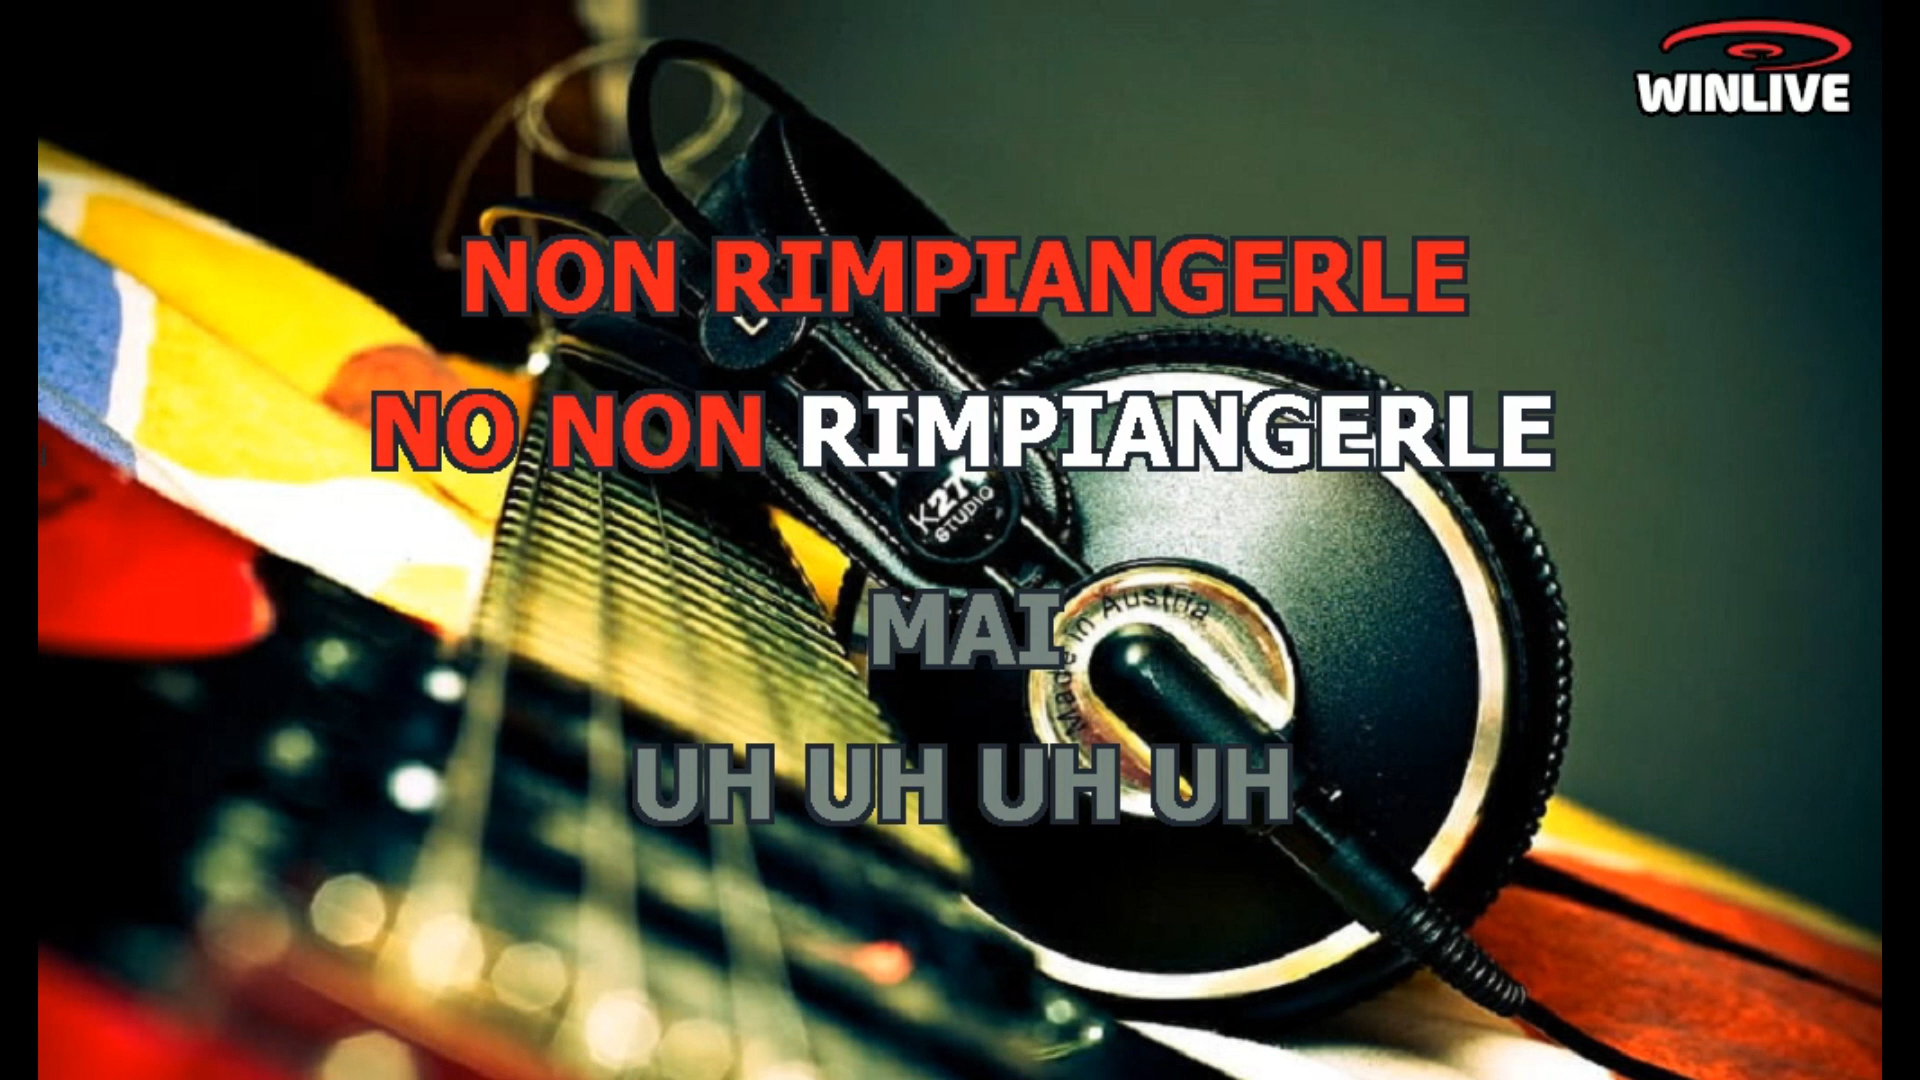 WINLIVE
NON RIMPIANGERLE
NO NON RIMPIANGERLE
K27
STUDIO
MAI
Made in Austria
UH UH UH UH